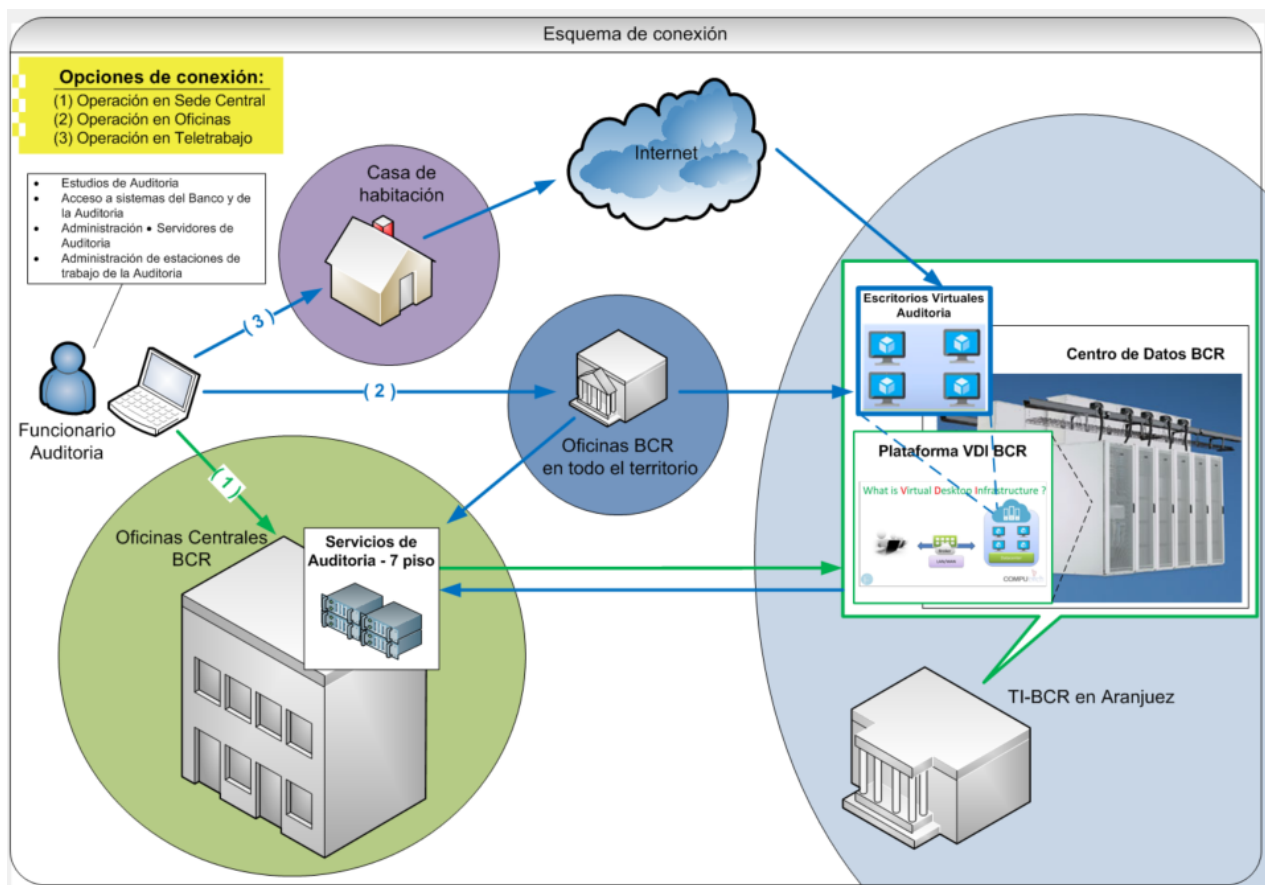 Esquema de conexión
Opciones de conexión:
(1) Operación en Sede Central
(2) Operación en Oficinas
(3) Operación en Teletrabajo
• Estudios de Auditoria
• Acceso a sistemas del Banco y de
la Auditoria
• Administración • Servidores de
Auditoria
• Administración de estaciones de
trabajo de la Auditoria
Casa de
habitación
Internet
( 3 )
( 2 )
( 1 )
Funcionario
Auditoria
Oficinas BCR
en todo el territorio
Oficinas Centrales
BCR
Servicios de
Auditoria - 7 piso
Escritorios Virtuales
Auditoria
Centro de Datos BCR
Plataforma VDI BCR
What is Virtual Desktop Infrastructure ?
COMPUtech
TI-BCR en Aranjuez